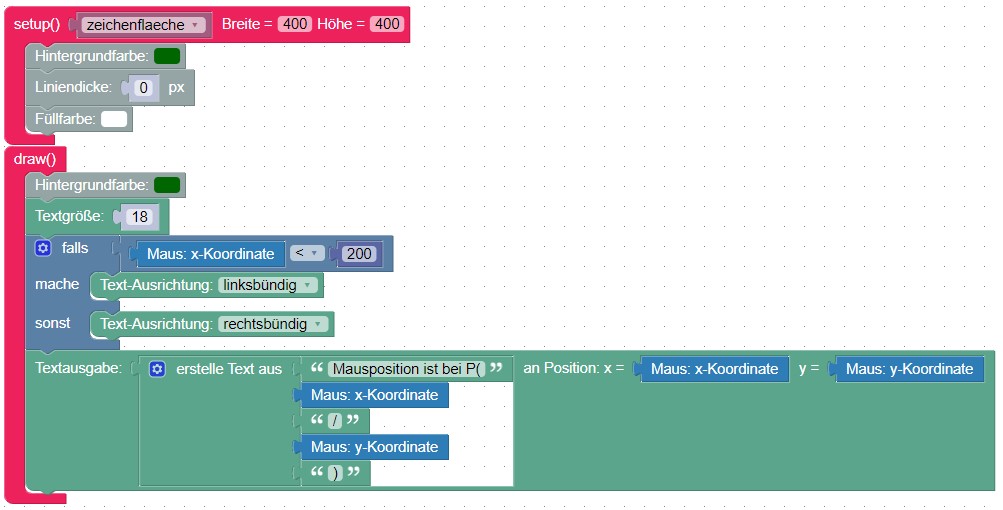 setup() zeichenflaeche Breite = 400 Höhe = 400
Hintergrundfarbe:
Liniendicke: 0 px
Füllfarbe:
draw()
Hintergrundfarbe:
Textgröße: 18
falls Maus: x-Koordinate < 200
mache Text-Ausrichtung: linksbündig
sonst Text-Ausrichtung: rechtsbündig
Textausgabe: erstelle Text aus “ Mausposition ist bei P( ” an Position: x = Maus: x-Koordinate y = Maus: y-Koordinate
Maus: x-Koordinate
“ / ”
Maus: y-Koordinate
“ ) ”